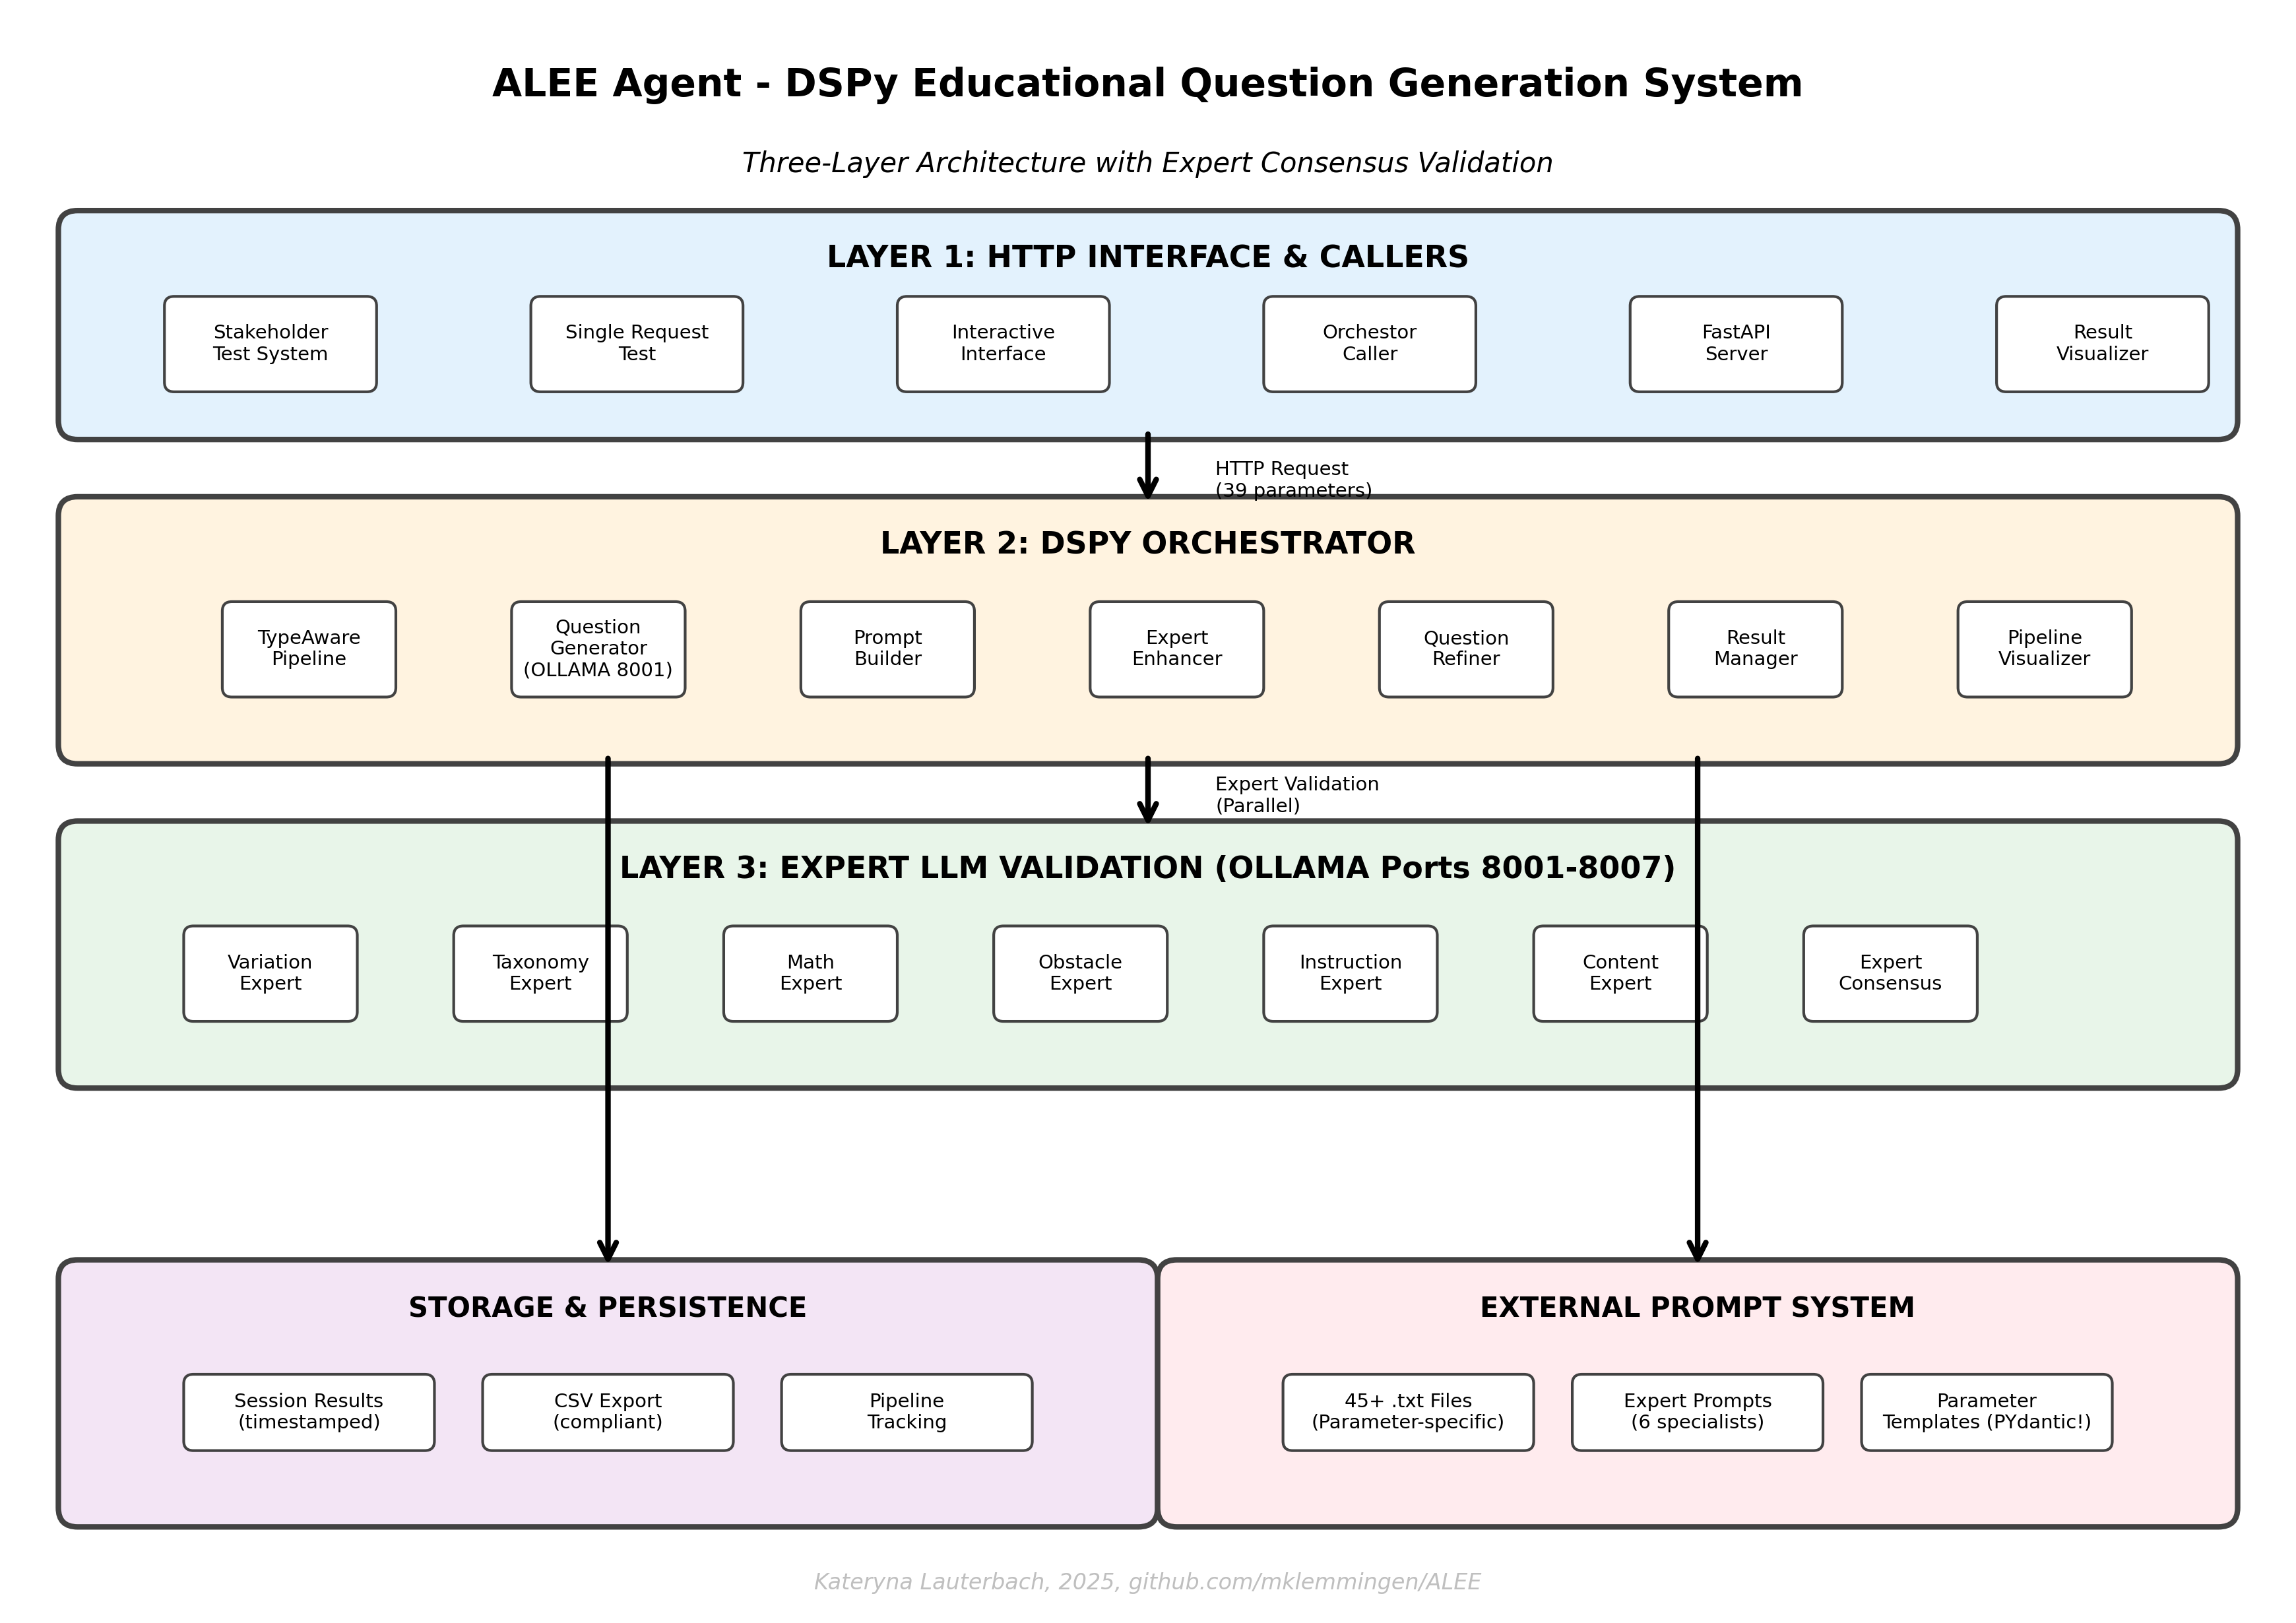 ALEE Agent - DSPy Educational Question Generation System
Three-Layer Architecture with Expert Consensus Validation
LAYER 1: HTTP INTERFACE & CALLERS
Stakeholder
Test System
Single Request
Test
Interactive
Interface
Orchestor
Caller
FastAPI
Server
Result
Visualizer
HTTP Request
(39 parameters)
LAYER 2: DSPY ORCHESTRATOR
TypeAware
Pipeline
Question
Generator
(OLLAMA 8001)
Prompt
Builder
Expert
Enhancer
Question
Refiner
Result
Manager
Pipeline
Visualizer
Expert Validation
(Parallel)
LAYER 3: EXPERT LLM VALIDATION (OLLAMA Ports 8001-8007)
Variation
Expert
Taxonomy
Expert
Math
Expert
Obstacle
Expert
Instruction
Expert
Content
Expert
Expert
Consensus
STORAGE & PERSISTENCE
Session Results
(timestamped)
CSV Export
(compliant)
Pipeline
Tracking
EXTERNAL PROMPT SYSTEM
45+ .txt Files
(Parameter-specific)
Expert Prompts
(6 specialists)
Parameter
Templates (PYdantic!)
Kateryna Lauterbach, 2025, github.com/mklemmingen/ALEE